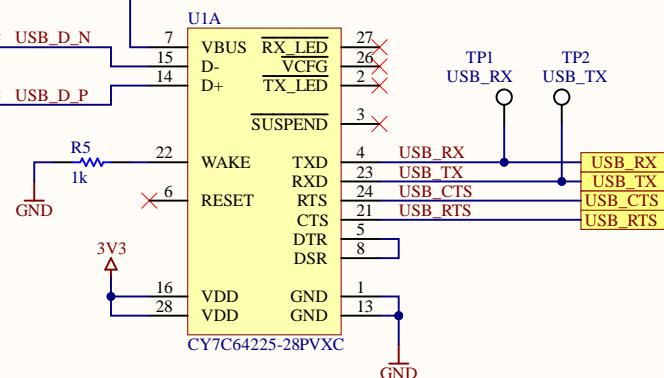 U1A
USB_D_N
7
VBUS
RX_LED
27
15
D-
VCFG
26
USB_D_P
14
D+
TX_LED
2
TP1
USB_RX
TP2
USB_TX
SUSPEND
3
R5
1k
22
WAKE
TXD
4
USB_RX
USB_RX
RXD
23
USB_TX
USB_TX
GND
6
RESET
RTS
24
USB_CTS
USB_CTS
CTS
21
USB_RTS
USB_RTS
DTR
5
DSR
8
3V3
16
VDD
GND
1
28
VDD
GND
13
CY7C64225-28PVXC
GND